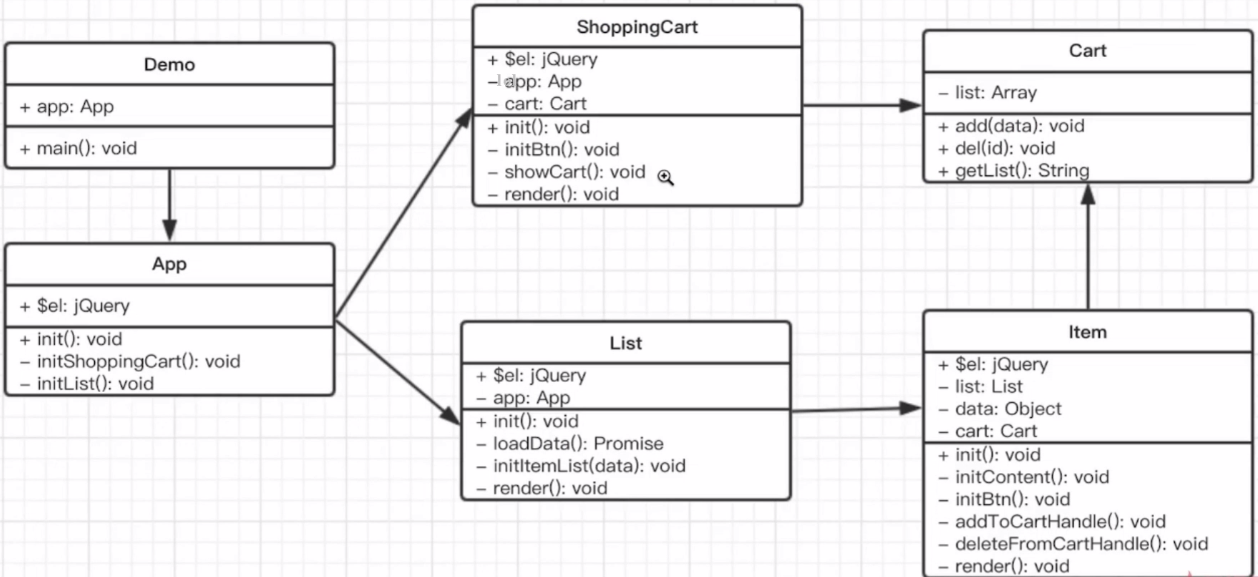 Demo
+ app: App
+ main(): void
App
+ $el: jQuery
+ init(): void
– initShoppingCart(): void
– initList(): void
ShoppingCart
+ $el: jQuery
– app: App
– cart: Cart
+ init(): void
– initBtn(): void
– showCart(): void
– render(): void
List
+ $el: jQuery
– app: App
+ init(): void
– loadData(): Promise
– initItemList(data): void
– render(): void
Cart
– list: Array
+ add(data): void
+ del(id): void
+ getList(): String
Item
+ $el: jQuery
– list: List
– data: Object
– cart: Cart
+ init(): void
– initContent(): void
– initBtn(): void
– addToCartHandle(): void
– deleteFromCartHandle(): void
– render(): void